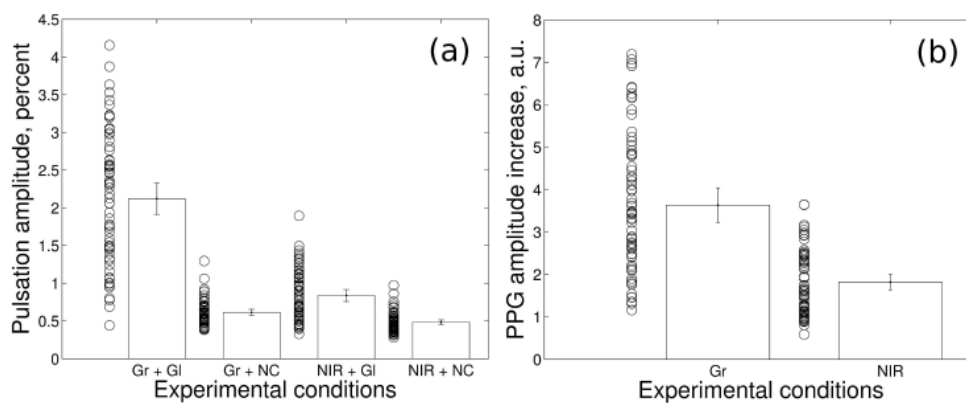 (a)
Pulsation amplitude, percent
4.5
4
3.5
3
2.5
2
1.5
1
0.5
0
Gr + Gl
Gr + NC
NIR + Gl
NIR + NC
Experimental conditions
(b)
PPG amplitude increase, a.u.
8
7
6
5
4
3
2
1
0
Gr
NIR
Experimental conditions